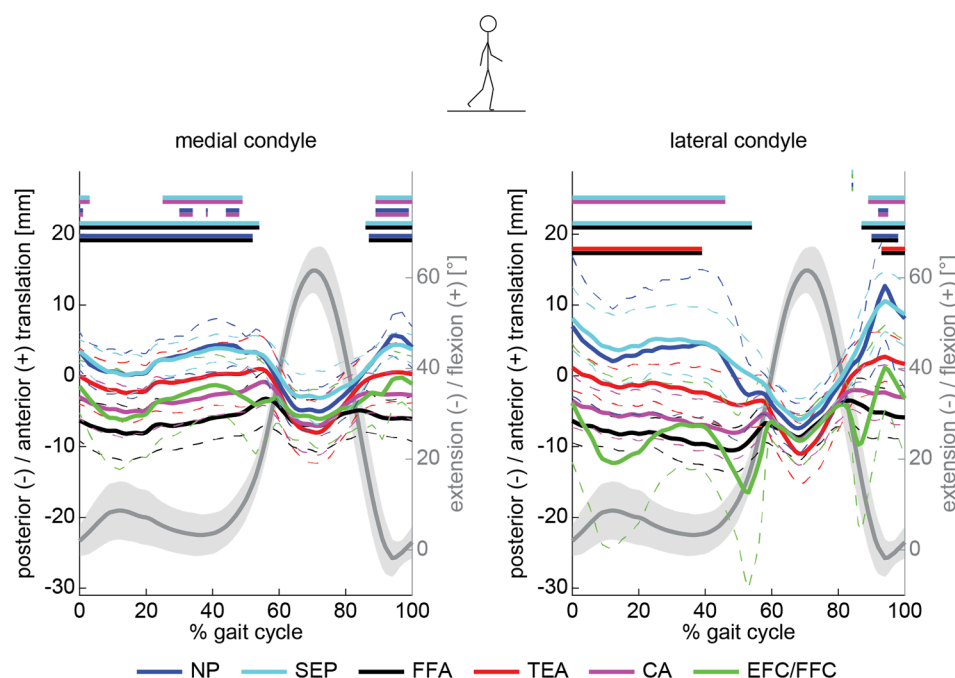 medial condyle
lateral condyle
posterior (-) / anterior (+) translation [mm]
20
10
0
-10
-20
-30
extension (-) / flexion (+) [°]
60
40
20
0
0 20 40 60 80 100
% gait cycle
posterior (-) / anterior (+) translation [mm]
20
10
0
-10
-20
-30
extension (-) / flexion (+) [°]
60
40
20
0
0 20 40 60 80 100
% gait cycle
NP SEP FFA TEA CA EFC/FFC